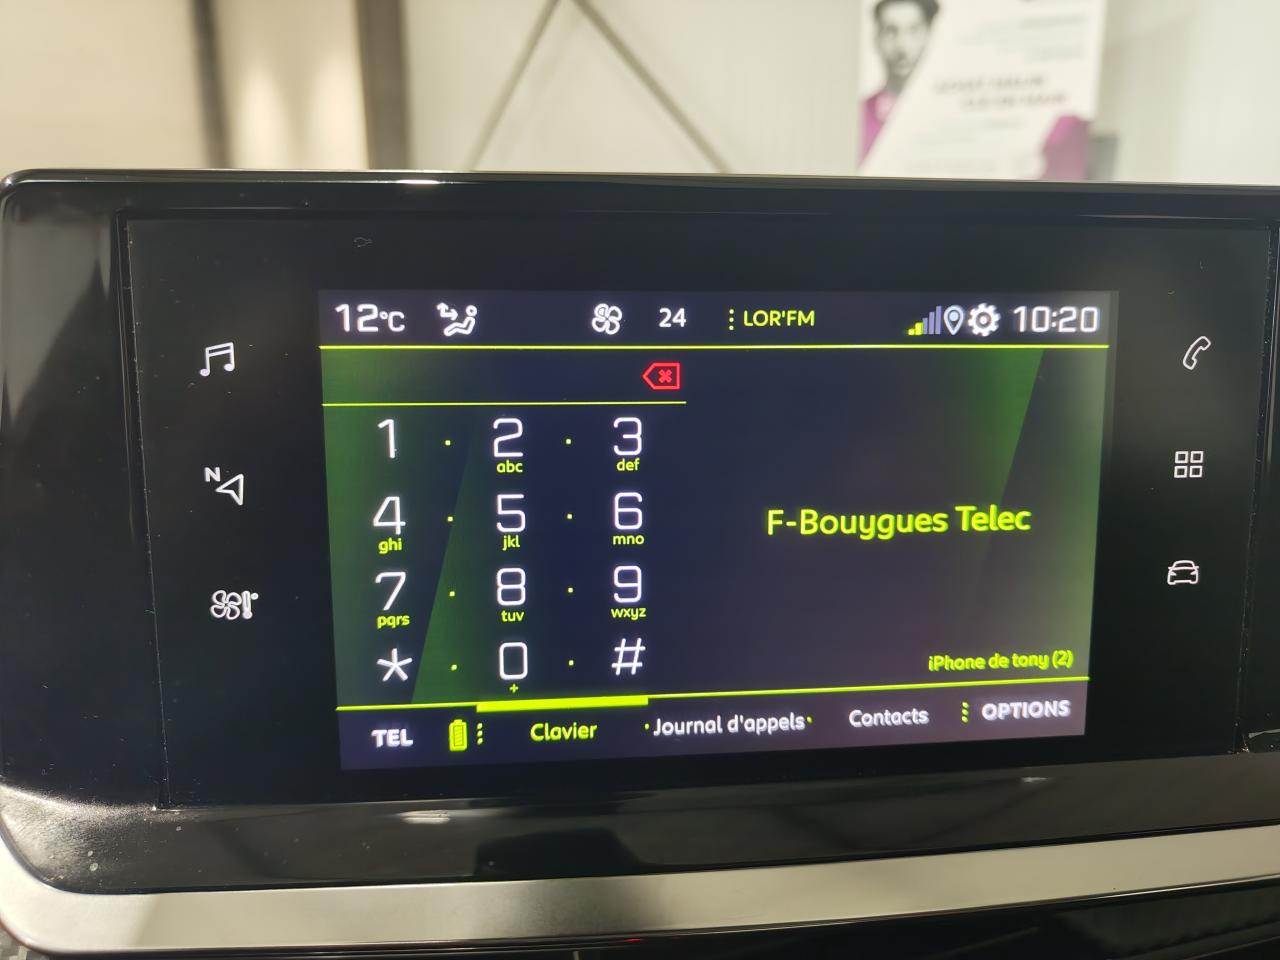 12°C 24 LOR'FM 10:20
1 2 3
abc def
4 5 6
ghi jkl mno
7 8 9
pqrs tuv wxyz
* 0 #
+
F-Bouygues Telec
iPhone de tony (2)
TEL Clavier Journal d'appels Contacts OPTIONS
N